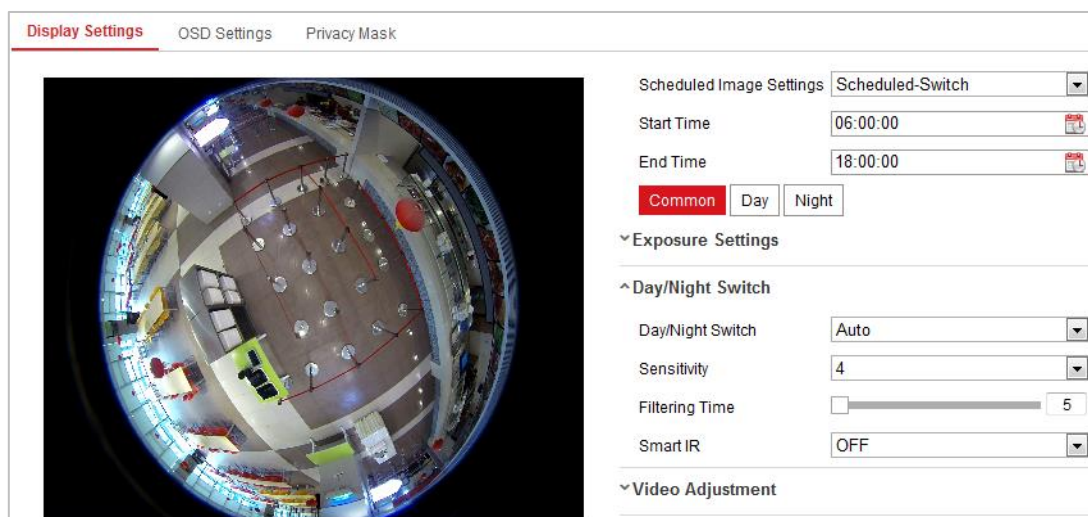 Display Settings OSD Settings Privacy Mask
Scheduled Image Settings Scheduled-Switch
Start Time 06:00:00
End Time 18:00:00
Common Day Night
Exposure Settings
Day/Night Switch
Day/Night Switch Auto
Sensitivity 4
Filtering Time 5
Smart IR OFF
Video Adjustment